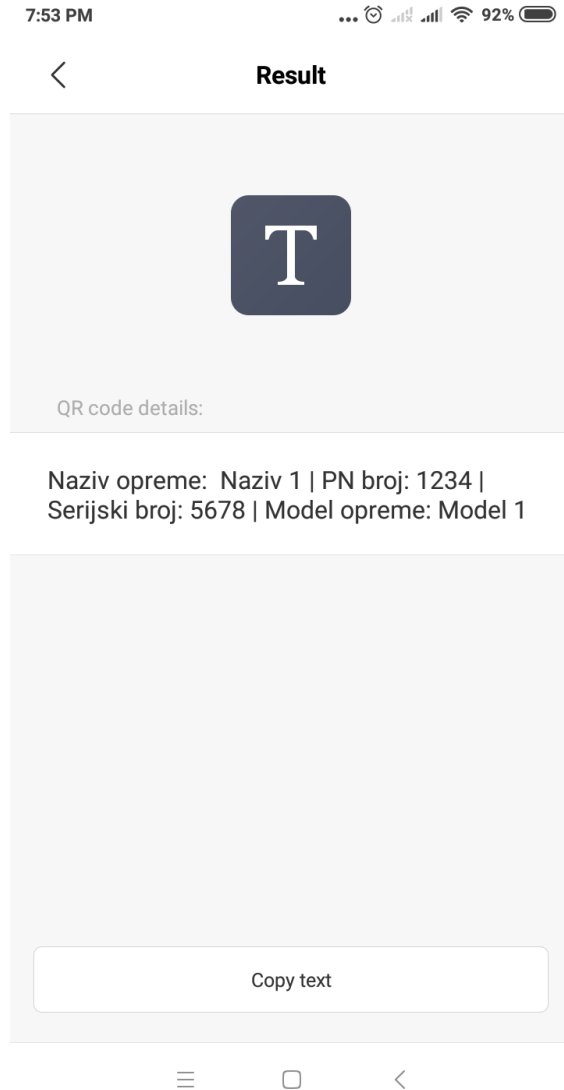 7:53 PM ... 92%
Result
T
QR code details:
Naziv opreme:  Naziv 1 | PN broj: 1234 |
Serijski broj: 5678 | Model opreme: Model 1
Copy text